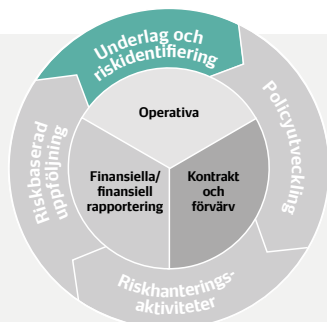 Underlag och
riskidentifiering
Policyutveckling
Riskhanterings-
aktiviteter
Riskbaserad
uppföljning
Operativa
Finansiella/
finansiell
rapportering
Kontrakt
och
förvärv